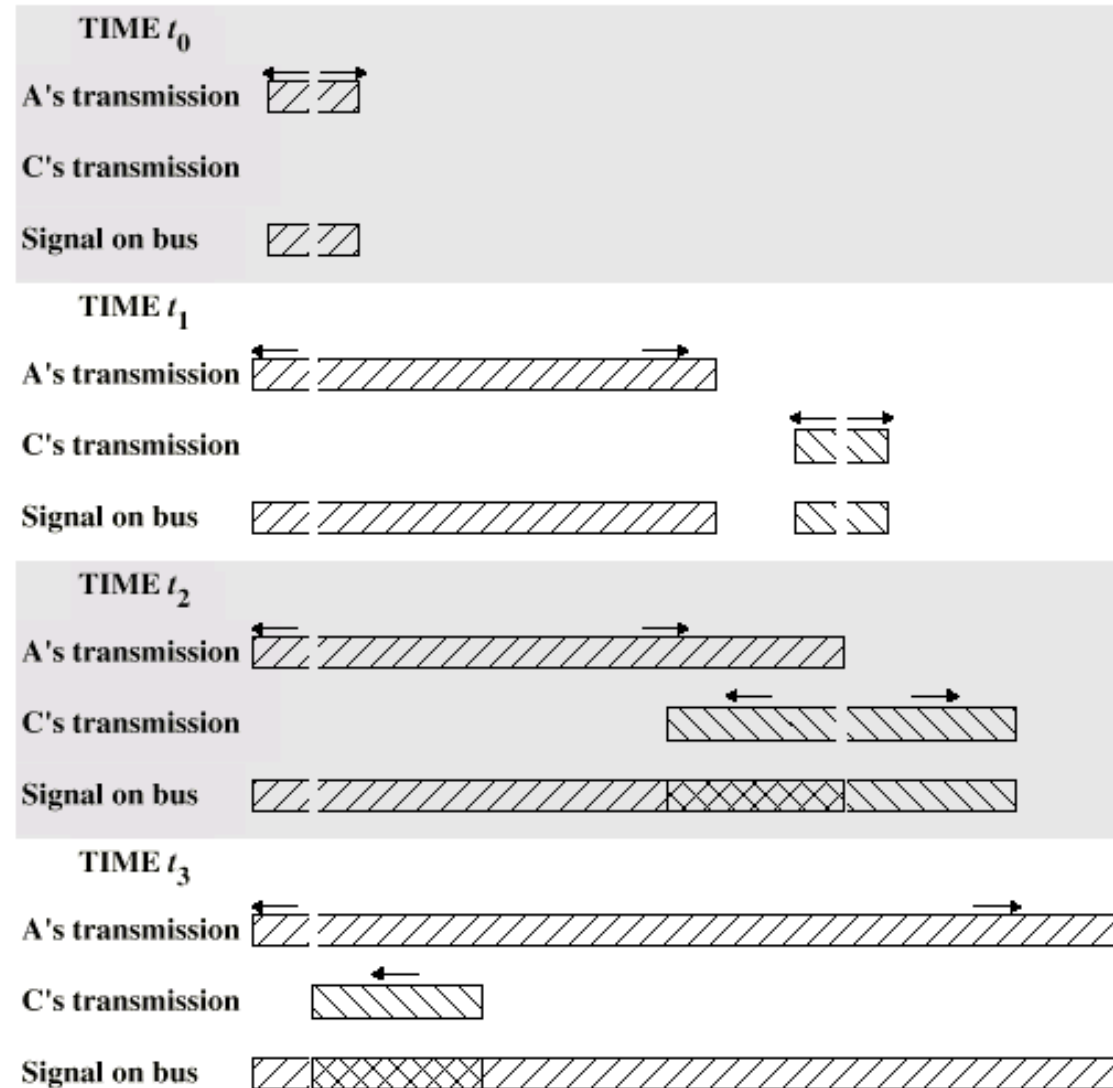 TIME t0
A's transmission
C's transmission
Signal on bus
TIME t1
A's transmission
C's transmission
Signal on bus
TIME t2
A's transmission
C's transmission
Signal on bus
TIME t3
A's transmission
C's transmission
Signal on bus